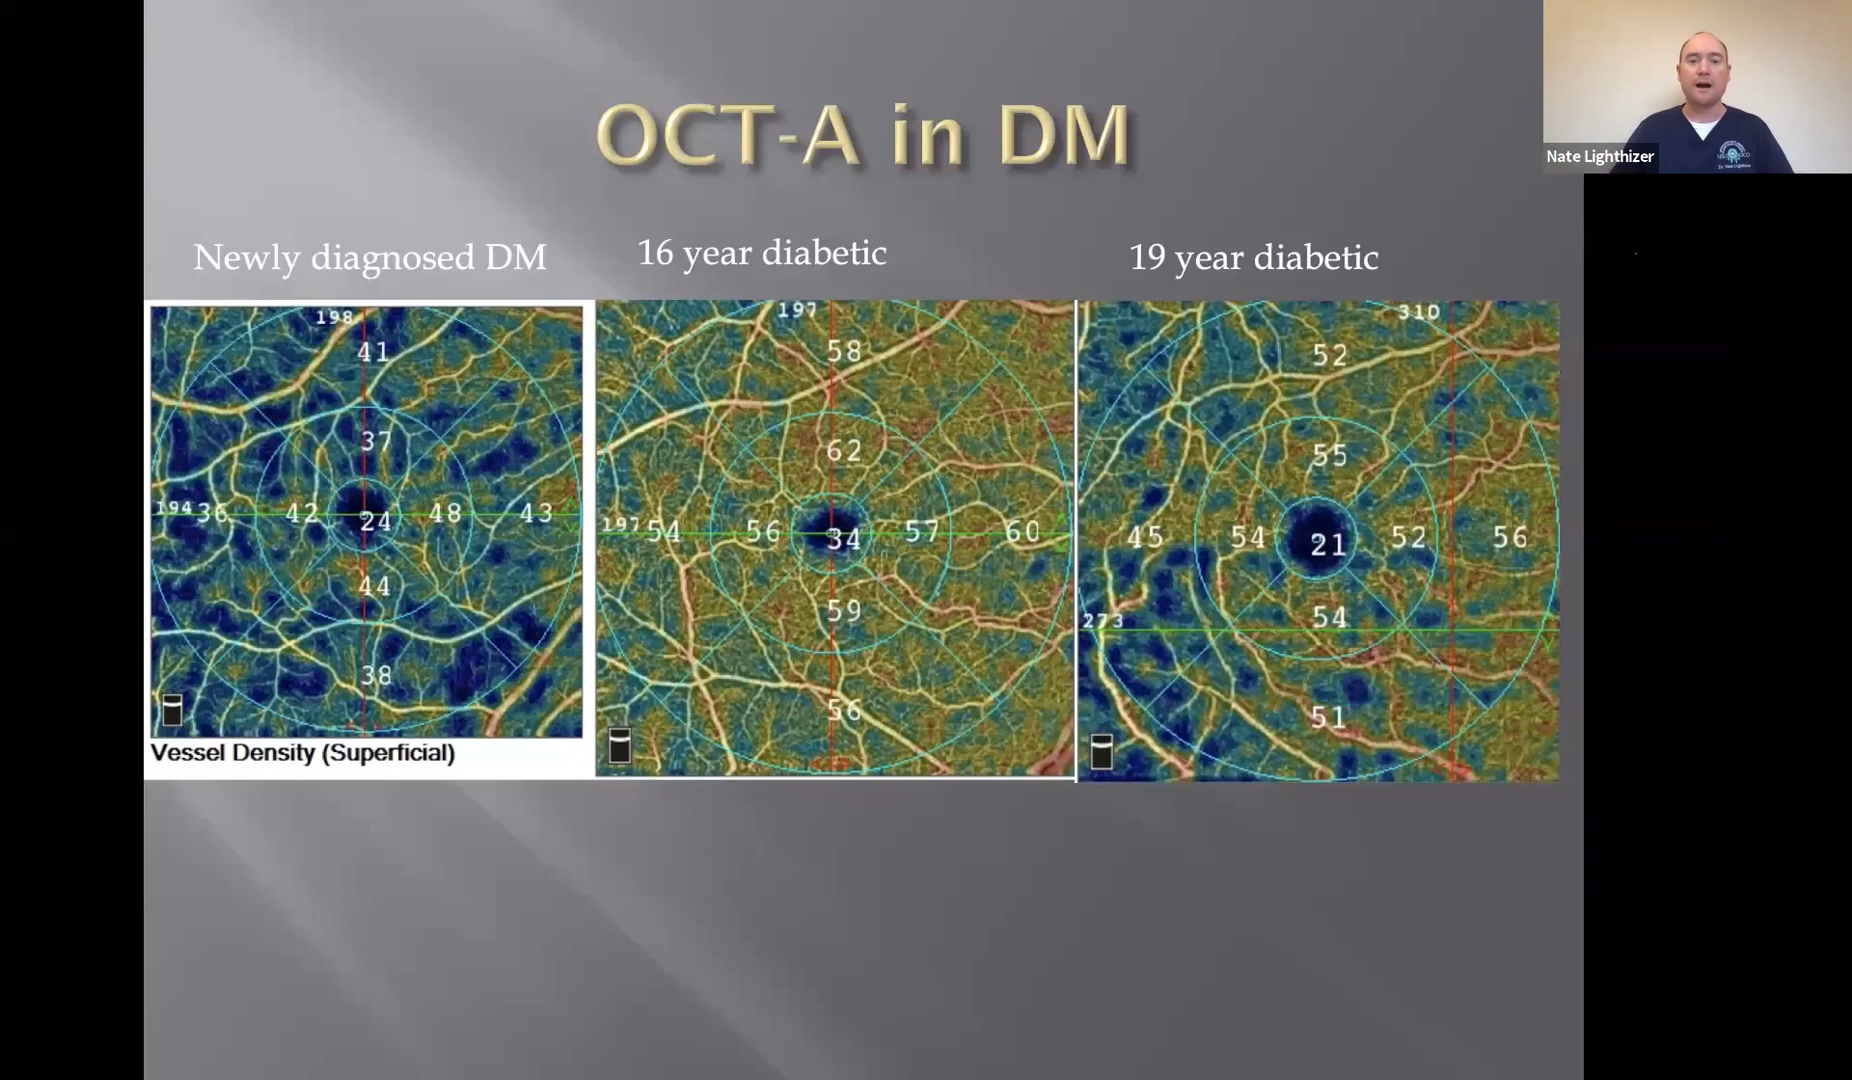 OCT-A in DM
Nate Lighthizer
Newly diagnosed DM
16 year diabetic
19 year diabetic
198
41
37
194 36 42 24 48 43
44
38
Vessel Density (Superficial)
197
58
62
197 54 56 34 57 60
59
56
310
52
55
45 54 21 52 56
54
273
51